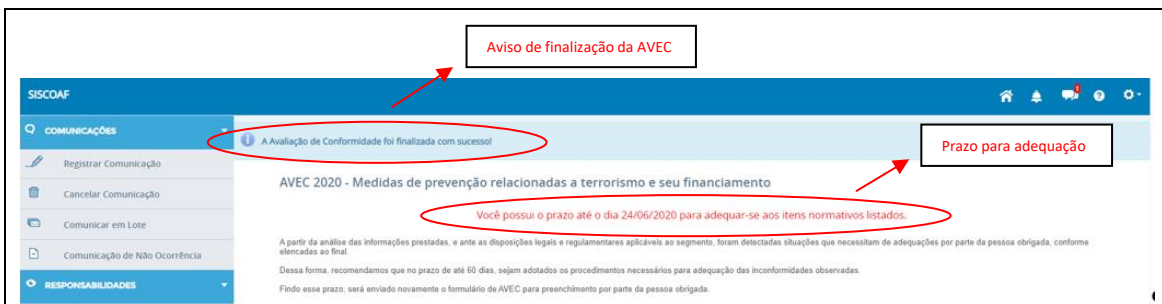 Aviso de finalização da AVEC
SISCOAF
COMUNICAÇÕES
A Avaliação de Conformidade foi finalizada com sucesso!
Prazo para adequação
Registrar Comunicação
AVEC 2020 - Medidas de prevenção relacionadas a terrorismo e seu financiamento
Cancelar Comunicação
Você possui o prazo até o dia 24/06/2020 para adequar-se aos itens normativos listados.
Comunicar em Lote
A partir da análise das informações prestadas, e ante as disposições legais e regulamentares aplicáveis ao segmento, foram detectadas situações que necessitam de adequações por parte da pessoa obrigada, conforme
elencadas ao final.
Comunicação de Não Ocorrência
Dessa forma, recomendamos que no prazo de até 60 dias, sejam adotados os procedimentos necessários para adequação das inconformidades observadas.
RESPONSABILIDADES
Findo esse prazo, será enviado novamente o formulário de AVEC para preenchimento por parte da pessoa obrigada.